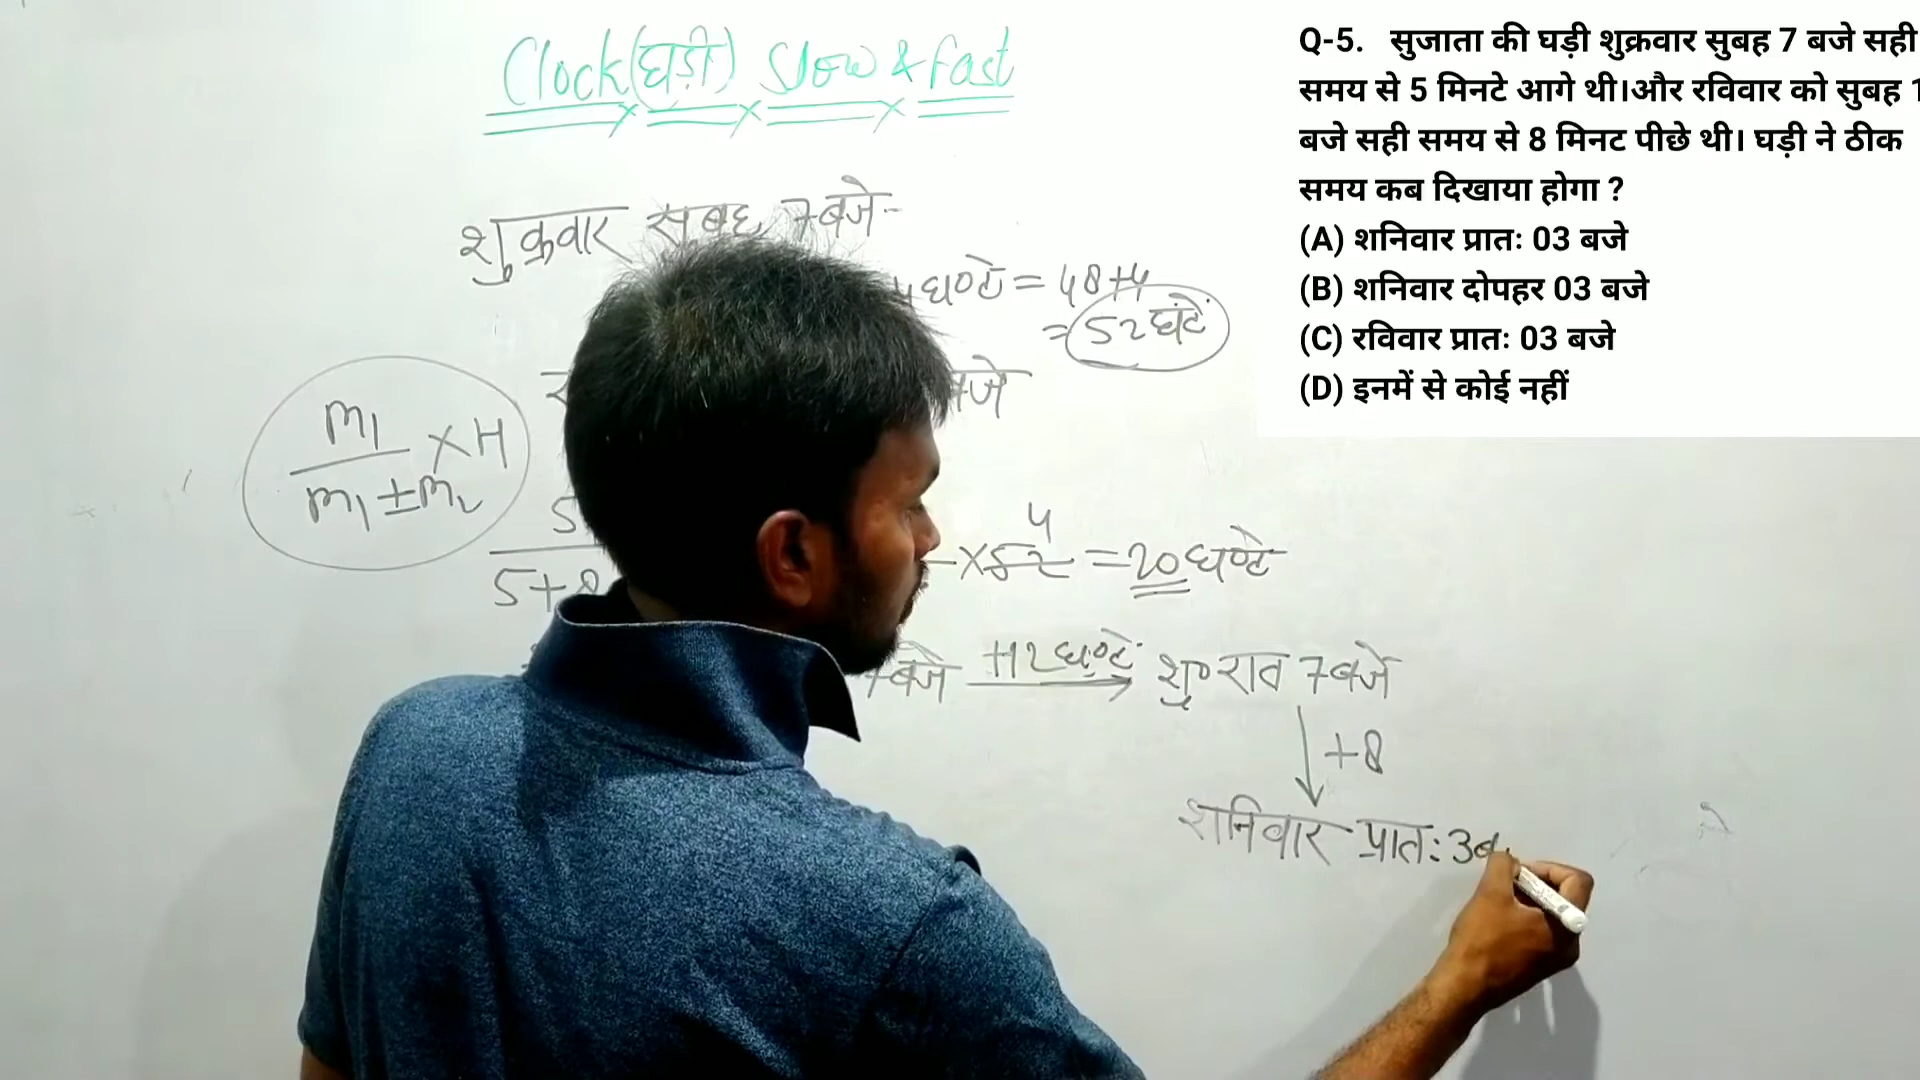 Clock(घड़ी) Slow & Fast
Q-5. सुजाता की घड़ी शुक्रवार सुबह 7 बजे सही
समय से 5 मिनटे आगे थी।और रविवार को सुबह 1
बजे सही समय से 8 मिनट पीछे थी। घड़ी ने ठीक
समय कब दिखाया होगा ?
(A) शनिवार प्रातः 03 बजे
(B) शनिवार दोपहर 03 बजे
(C) रविवार प्रातः 03 बजे
(D) इनमें से कोई नहीं
शुक्रवार सुबह 7 बजे-
घण्टे = 48+4
= 52 घंटे
m1
m1 ± m2
× H
5
5+8
× 52 4 = 20 घण्टे
7 बजे +12 घण्टे शु० रात 7 बजे
+8
शनिवार प्रातः 3 ब